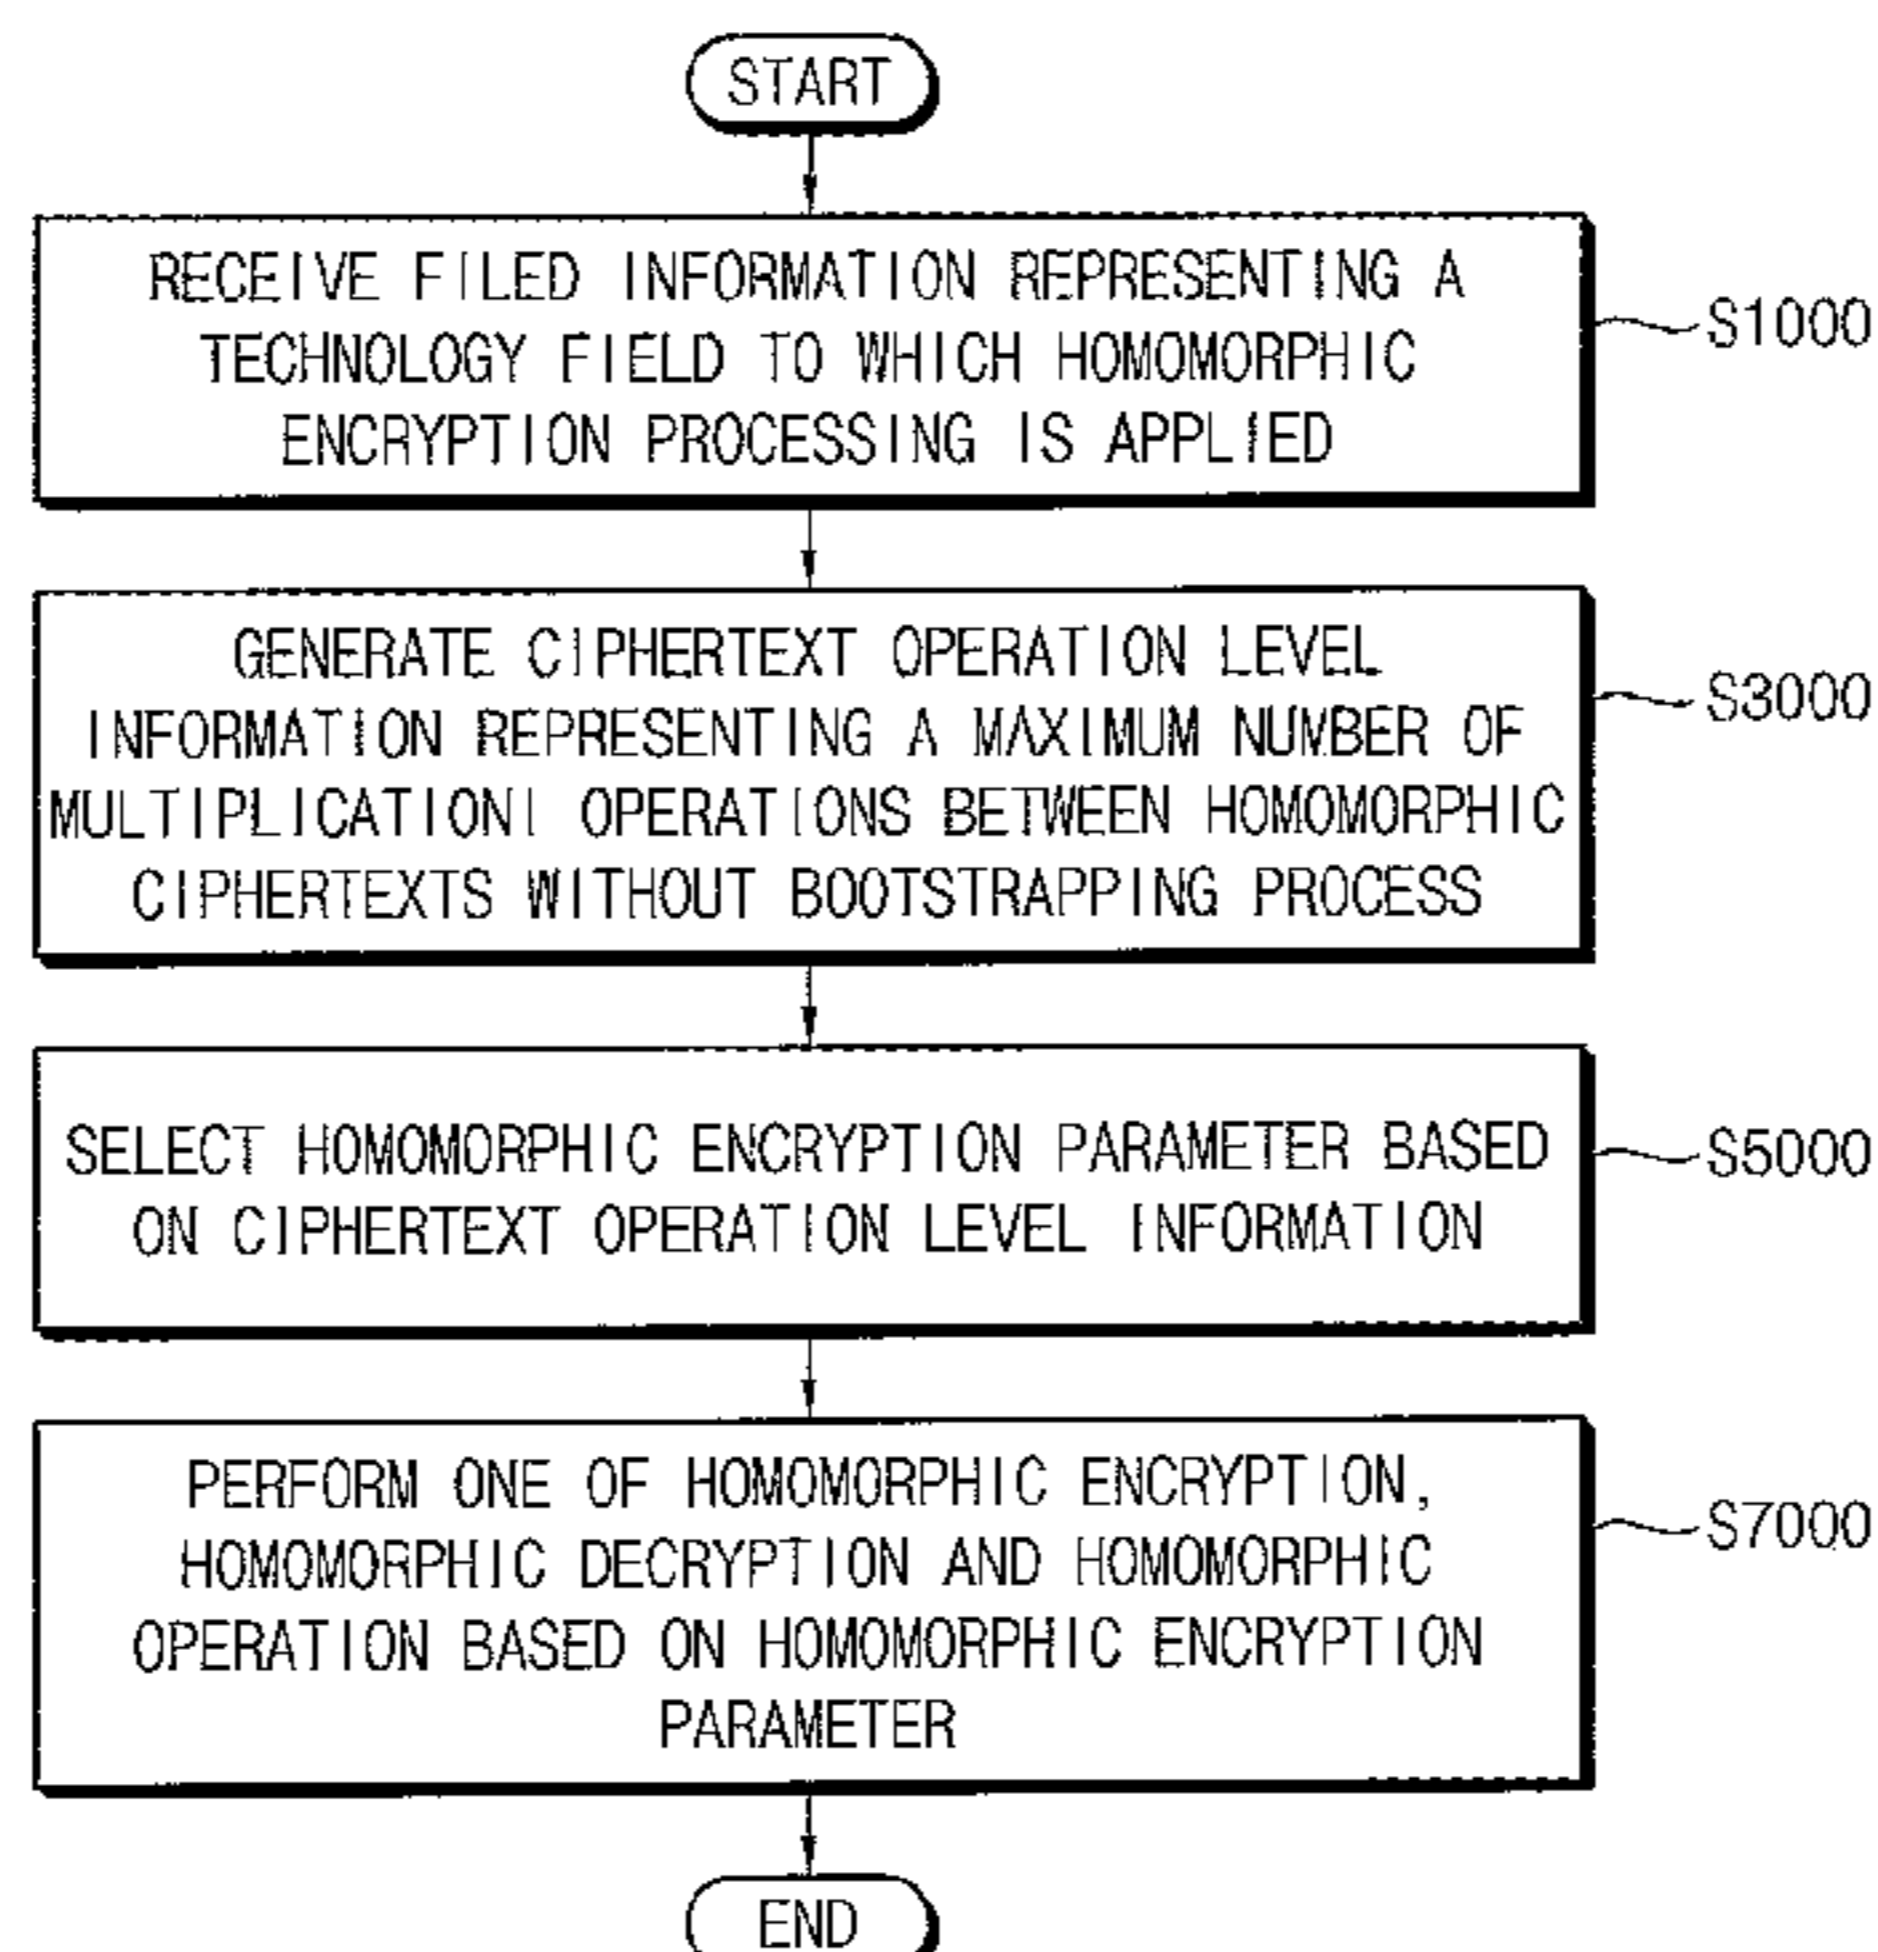 START
RECEIVE FILED INFORMATION REPRESENTING A
TECHNOLOGY FIELD TO WHICH HOMOMORPHIC
ENCRYPTION PROCESSING IS APPLIED
S1000
GENERATE CIPHERTEXT OPERATION LEVEL
INFORMATION REPRESENTING A MAXIMUM NUMBER OF
MULTIPLICATIONI OPERATIONS BETWEEN HOMOMORPHIC
CIPHERTEXTS WITHOUT BOOTSTRAPPING PROCESS
S3000
SELECT HOMOMORPHIC ENCRYPTION PARAMETER BASED
ON CIPHERTEXT OPERATION LEVEL INFORMATION
S5000
PERFORM ONE OF HOMOMORPHIC ENCRYPTION,
HOMOMORPHIC DECRYPTION AND HOMOMORPHIC
OPERATION BASED ON HOMOMORPHIC ENCRYPTION
PARAMETER
S7000
END